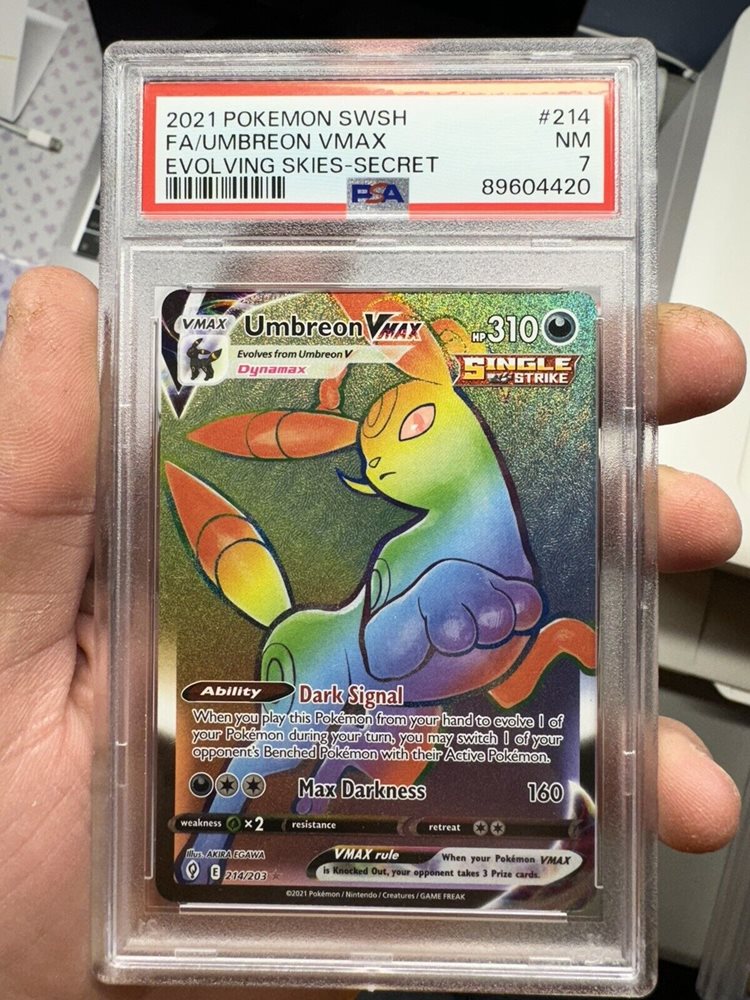 2021 POKEMON SWSH #214
FA/UMBREON VMAX NM
EVOLVING SKIES-SECRET 7
PSA 89604420
VMAX Umbreon VMAX HP 310
Evolves from Umbreon V
Dynamax
SINGLE
STRIKE
Ability Dark Signal
When you play this Pokémon from your hand to evolve 1 of
your Pokémon during your turn, you may switch 1 of your
opponent's Benched Pokémon with their Active Pokémon.
Max Darkness 160
weakness ×2 resistance retreat
Illus. AKIRA EGAWA
E 214/203
VMAX rule When your Pokémon VMAX
is Knocked Out, your opponent takes 3 Prize cards.
©2021 Pokémon / Nintendo / Creatures / GAME FREAK